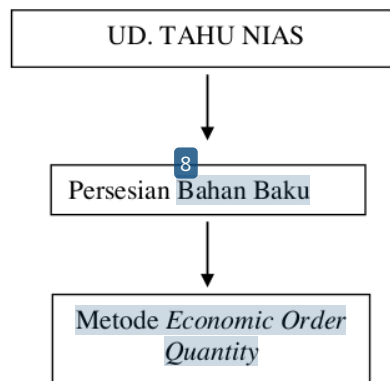 UD. TAHU NIAS
8
Persesian Bahan Baku
Metode Economic Order
Quantity